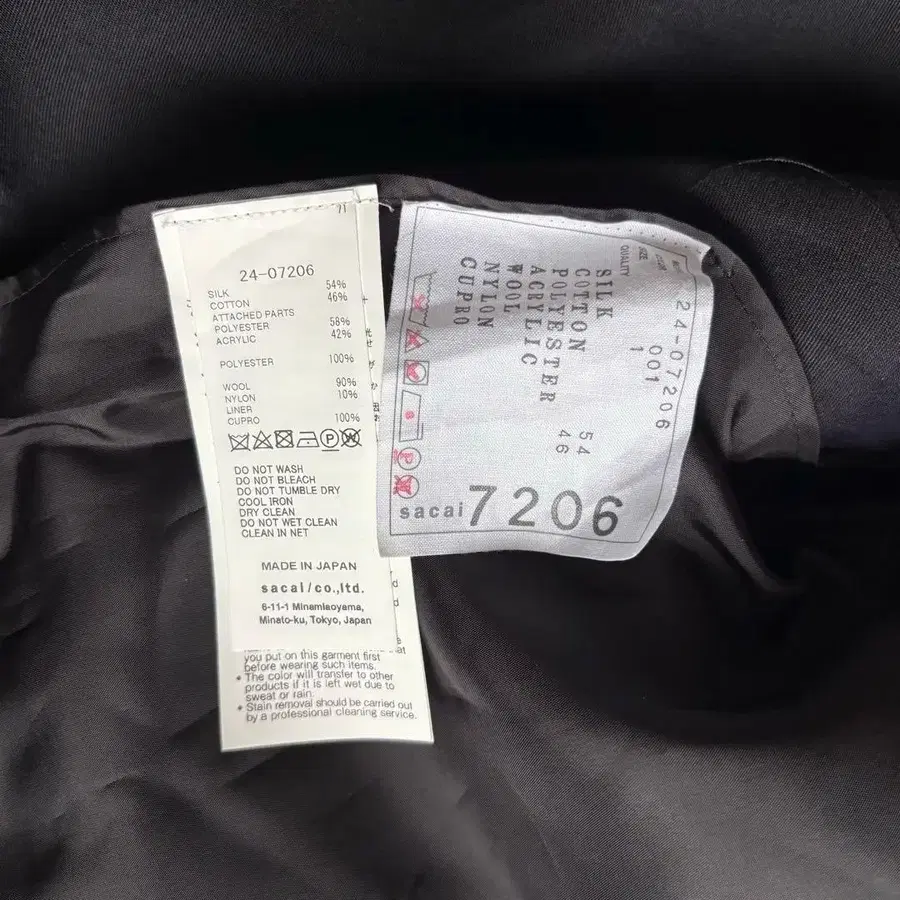 24-07206
SILK 54%
COTTON 46%
ATTACHED PARTS
POLYESTER 58%
ACRYLIC 42%
POLYESTER 100%
WOOL 90%
NYLON 10%
LINER
CUPRO 100%
DO NOT WASH
DO NOT BLEACH
DO NOT TUMBLE DRY
COOL IRON
DRY CLEAN
DO NOT WET CLEAN
CLEAN IN NET
MADE IN JAPAN
sacai/co.,ltd.
6-11-1 Minamiaoyama,
Minato-ku, Tokyo, Japan
you put on this garment first
before wearing such items.
• The color will transfer to other
products if it is left wet due to
sweat or rain.
• Stain removal should be carried out
by a professional cleaning service.
24-07206
001
SIZE 1
QUALITY
SILK 54
COTTON 46
POLYESTER
ACRYLIC
WOOL
NYLON
CUPRO
sacai 7206